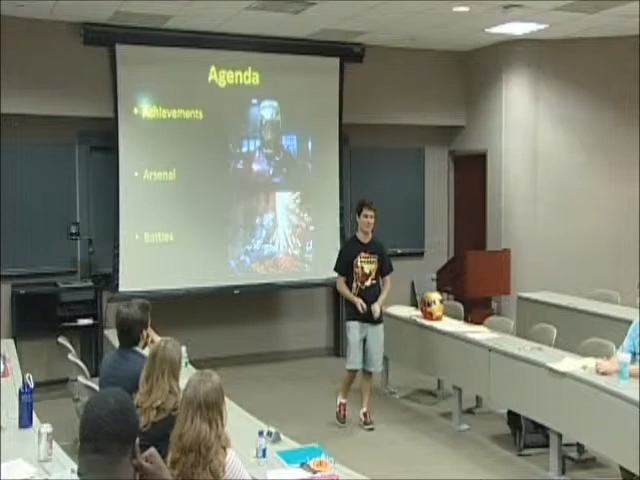 Agenda
• Achievements
• Arsenal
• Battles